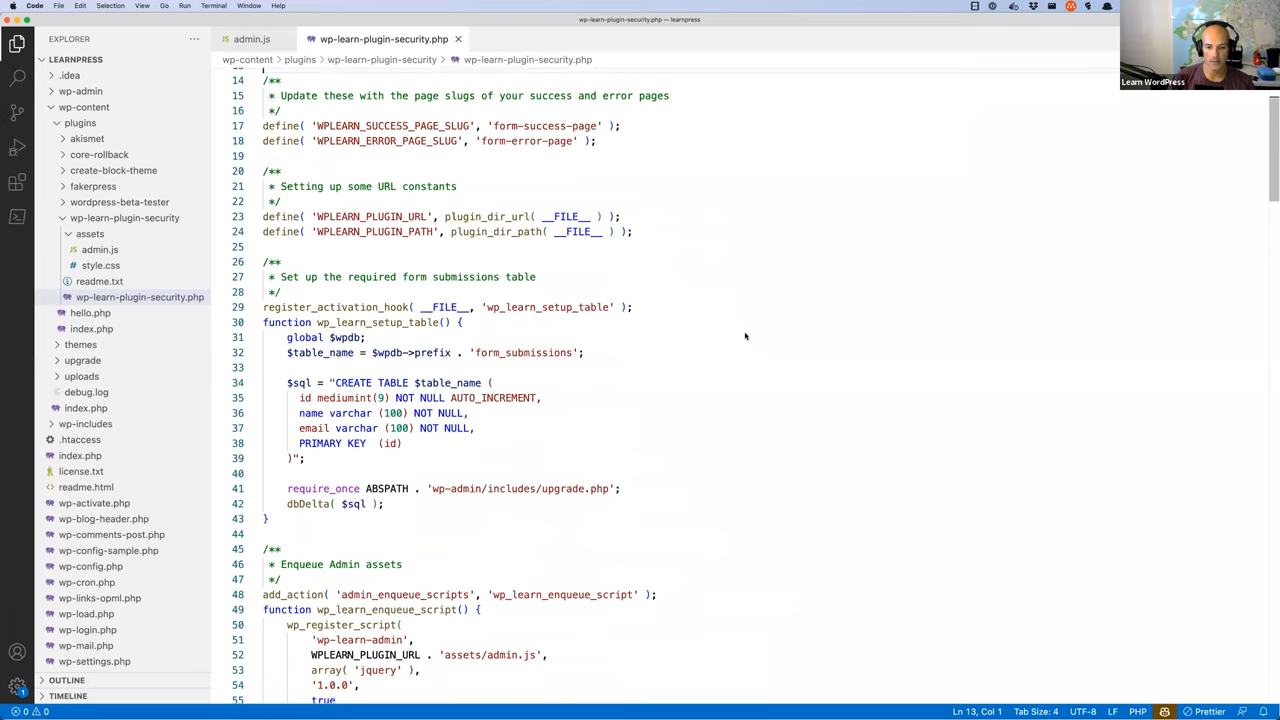 Code File Edit Selection View Go Run Terminal Window Help
wp-learn-plugin-security.php — learnpress
EXPLORER
admin.js
wp-learn-plugin-security.php
wp-content > plugins > wp-learn-plugin-security > wp-learn-plugin-security.php
Learn WordPress
LEARNPRESS
.idea
wp-admin
wp-content
plugins
akismet
core-rollback
create-block-theme
fakerpress
wordpress-beta-tester
wp-learn-plugin-security
assets
admin.js
style.css
readme.txt
wp-learn-plugin-security.php
hello.php
index.php
themes
upgrade
uploads
debug.log
index.php
wp-includes
.htaccess
index.php
license.txt
readme.html
wp-activate.php
wp-blog-header.php
wp-comments-post.php
wp-config-sample.php
wp-config.php
wp-cron.php
wp-links-opml.php
wp-load.php
wp-login.php
wp-mail.php
wp-settings.php
OUTLINE
TIMELINE
13
14 /**
15 * Update these with the page slugs of your success and error pages
16 */
17 define( 'WPLEARN_SUCCESS_PAGE_SLUG', 'form-success-page' );
18 define( 'WPLEARN_ERROR_PAGE_SLUG', 'form-error-page' );
19
20 /**
21 * Setting up some URL constants
22 */
23 define( 'WPLEARN_PLUGIN_URL', plugin_dir_url( __FILE__ ) );
24 define( 'WPLEARN_PLUGIN_PATH', plugin_dir_path( __FILE__ ) );
25
26 /**
27 * Set up the required form submissions table
28 */
29 register_activation_hook( __FILE__, 'wp_learn_setup_table' );
30 function wp_learn_setup_table() {
31 global $wpdb;
32 $table_name = $wpdb->prefix . 'form_submissions';
33
34 $sql = "CREATE TABLE $table_name (
35 id mediumint(9) NOT NULL AUTO_INCREMENT,
36 name varchar (100) NOT NULL,
37 email varchar (100) NOT NULL,
38 PRIMARY KEY (id)
39 )";
40
41 require_once ABSPATH . 'wp-admin/includes/upgrade.php';
42 dbDelta( $sql );
43 }
44
45 /**
46 * Enqueue Admin assets
47 */
48 add_action( 'admin_enqueue_scripts', 'wp_learn_enqueue_script' );
49 function wp_learn_enqueue_script() {
50 wp_register_script(
51 'wp-learn-admin',
52 WPLEARN_PLUGIN_URL . 'assets/admin.js',
53 array( 'jquery' ),
54 '1.0.0',
55 true
1
0 0 Ln 13, Col 1 Tab Size: 4 UTF-8 LF PHP Prettier